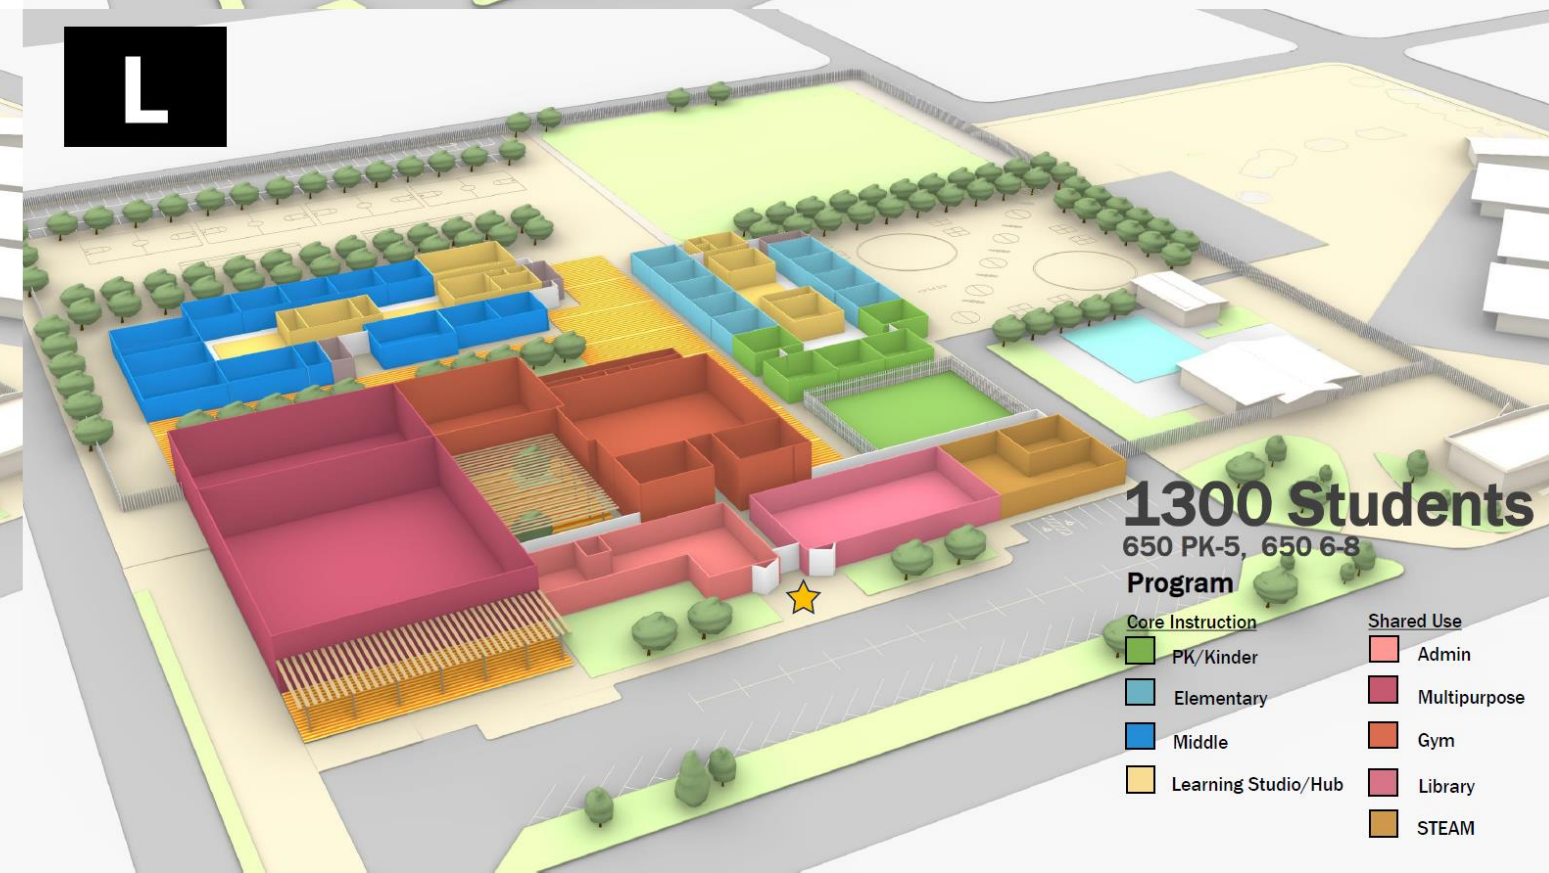 L
1300 Students
650 PK-5, 650 6-8
Program
Core Instruction
PK/Kinder
Elementary
Middle
Learning Studio/Hub
Shared Use
Admin
Multipurpose
Gym
Library
STEAM